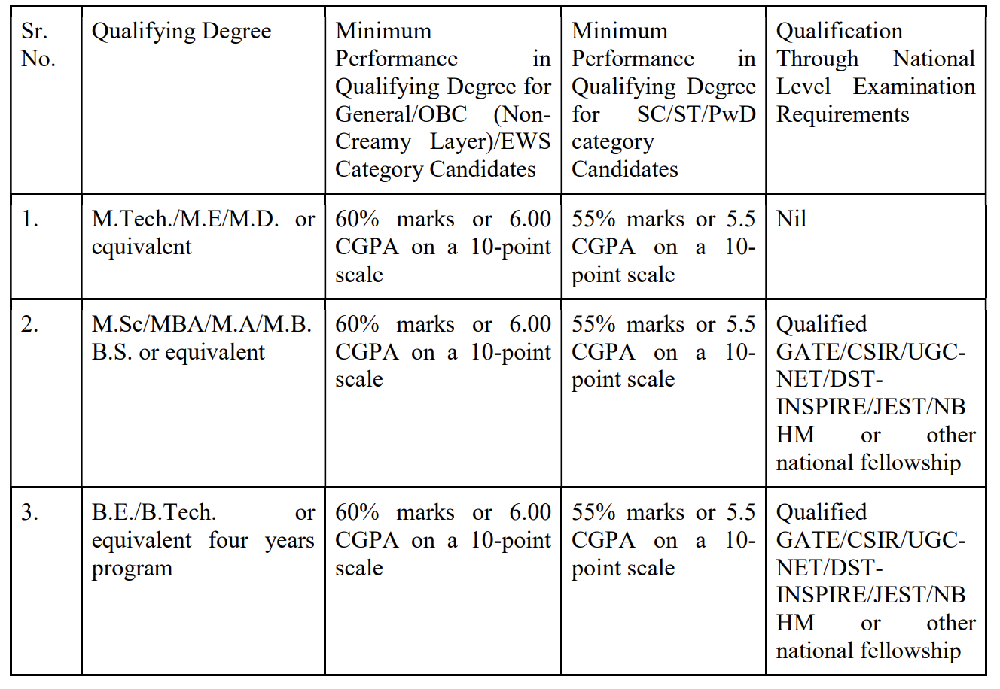 Sr.
No.
Qualifying Degree
Minimum
Performance in
Qualifying Degree for
General/OBC (Non-
Creamy Layer)/EWS
Category Candidates
Minimum
Performance in
Qualifying Degree
for SC/ST/PwD
category
Candidates
Qualification
Through National
Level Examination
Requirements
1.
M.Tech./M.E/M.D. or
equivalent
60% marks or 6.00
CGPA on a 10-point
scale
55% marks or 5.5
CGPA on a 10-
point scale
Nil
2.
M.Sc/MBA/M.A/M.B.
B.S. or equivalent
60% marks or 6.00
CGPA on a 10-point
scale
55% marks or 5.5
CGPA on a 10-
point scale
Qualified
GATE/CSIR/UGC-
NET/DST-
INSPIRE/JEST/NB
HM or other
national fellowship
3.
B.E./B.Tech. or
equivalent four years
program
60% marks or 6.00
CGPA on a 10-point
scale
55% marks or 5.5
CGPA on a 10-
point scale
Qualified
GATE/CSIR/UGC-
NET/DST-
INSPIRE/JEST/NB
HM or other
national fellowship